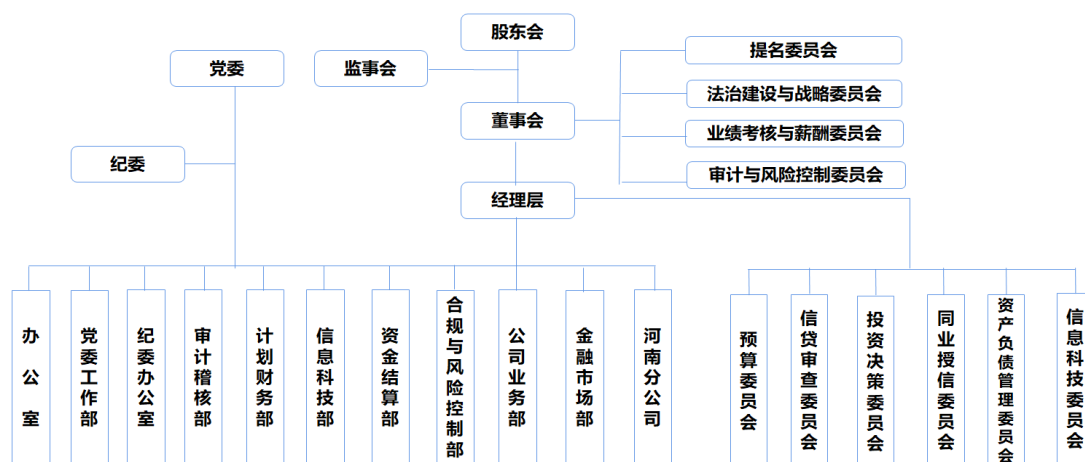 股东会
党委
监事会
提名委员会
法治建设与战略委员会
董事会
业绩考核与薪酬委员会
纪委
审计与风险控制委员会
经理层
办公室
党委工作部
纪委办公室
审计稽核部
计划财务部
信息科技部
资金结算部
合规与风险控制部
公司业务部
金融市场部
河南分公司
预算委员会
信贷审查委员会
投资决策委员会
同业授信委员会
资产负债管理委员会
信息科技委员会